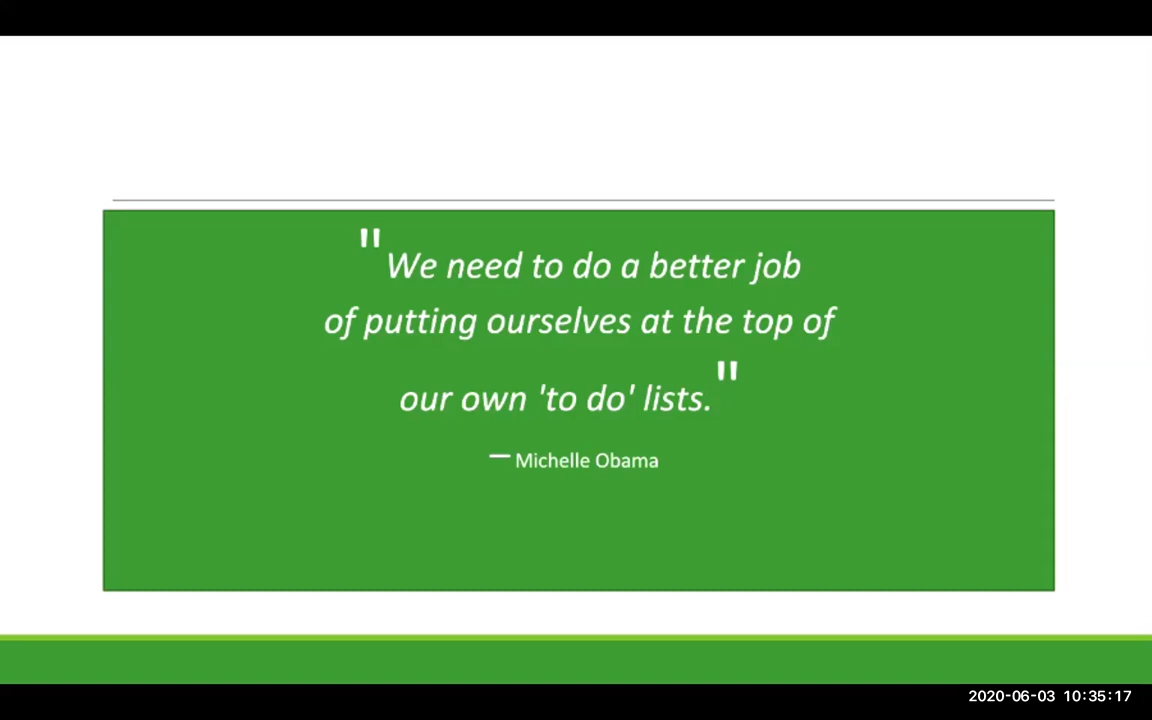 "We need to do a better job
of putting ourselves at the top of
our own 'to do' lists."
— Michelle Obama
2020-06-03 10:35:17